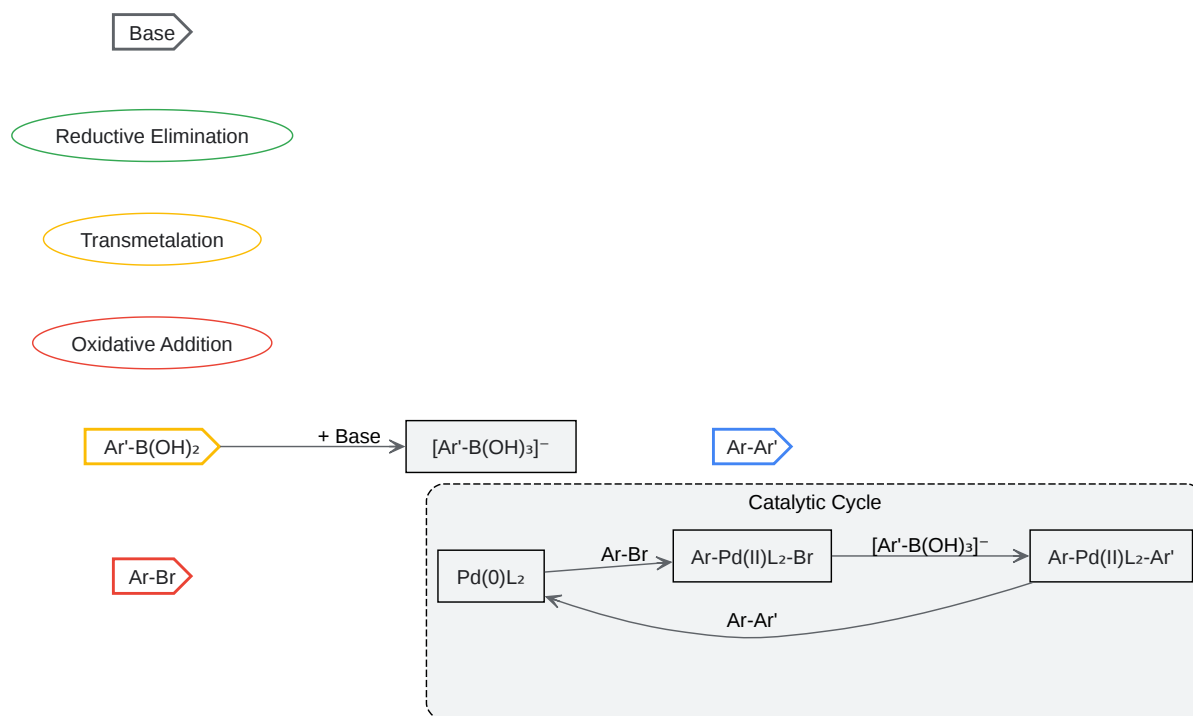 Base
Reductive Elimination
Transmetalation
Oxidative Addition
Ar'-B(OH)₂
+ Base
[Ar'-B(OH)₃]⁻
Ar-Ar'
Catalytic Cycle
Ar-Br
Pd(0)L₂
Ar-Br
Ar-Pd(II)L₂-Br
[Ar'-B(OH)₃]⁻
Ar-Pd(II)L₂-Ar'
Ar-Ar'